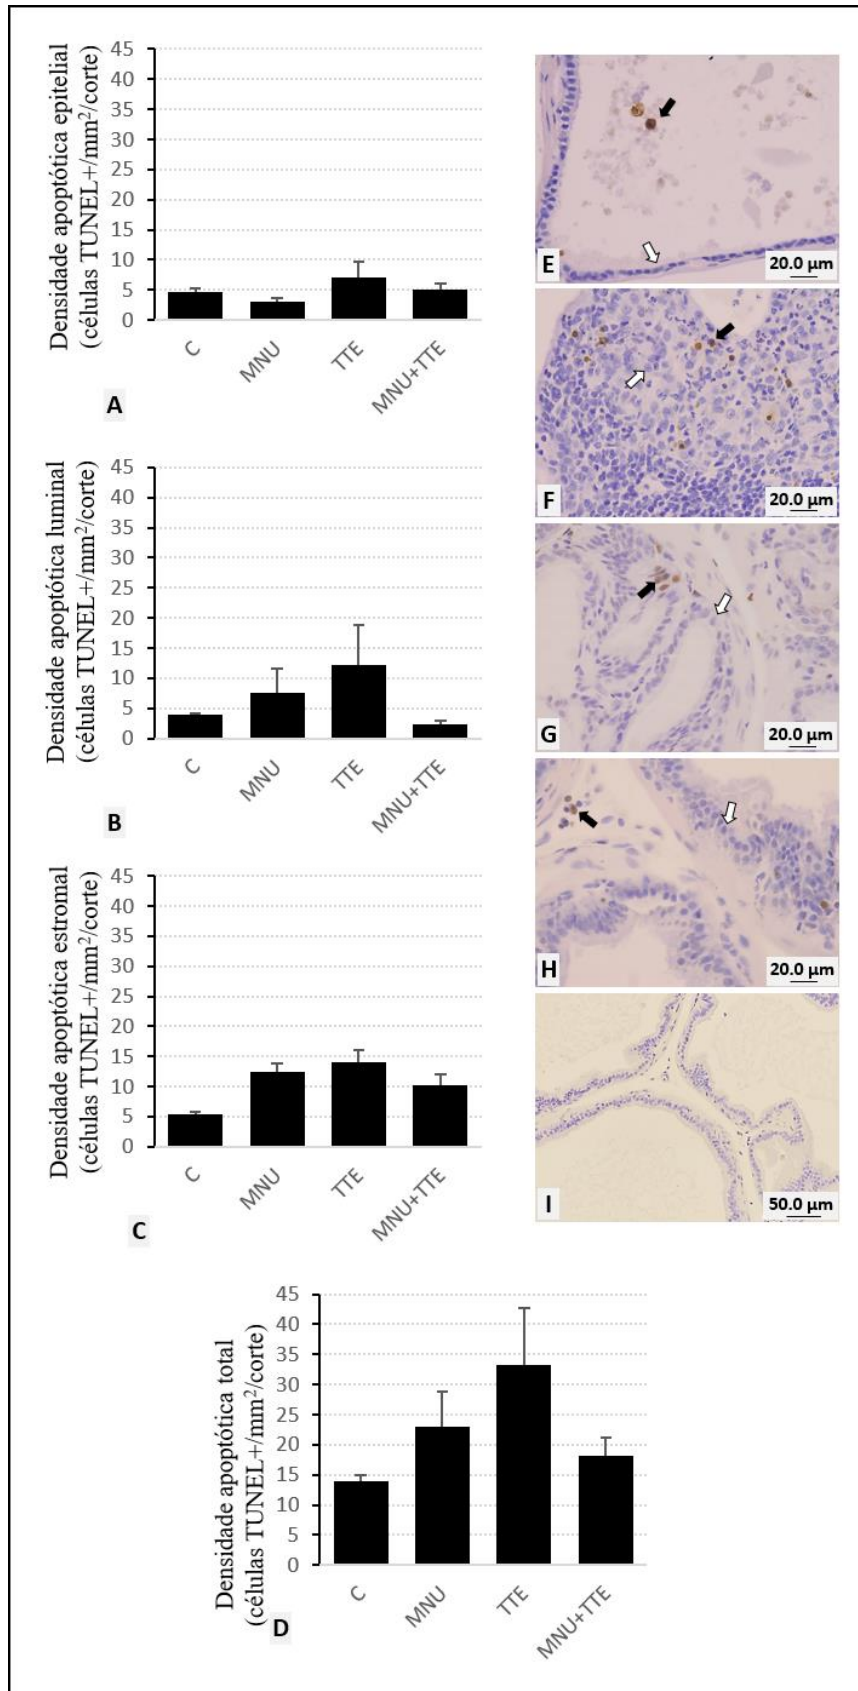 Densidade apoptótica epitelial
(células TUNEL+/mm²/corte)
45
40
35
30
25
20
15
10
5
0
C
MNU
TTE
MNU+TTE
A
Densidade apoptótica luminal
(células TUNEL+/mm²/corte)
45
40
35
30
25
20
15
10
5
0
C
MNU
TTE
MNU+TTE
B
Densidade apoptótica estromal
(células TUNEL+/mm²/corte)
45
40
35
30
25
20
15
10
5
0
C
MNU
TTE
MNU+TTE
C
E
20.0 µm
F
20.0 µm
G
20.0 µm
H
20.0 µm
I
50.0 µm
Densidade apoptótica total
(células TUNEL+/mm²/corte)
45
40
35
30
25
20
15
10
5
0
C
MNU
TTE
MNU+TTE
D